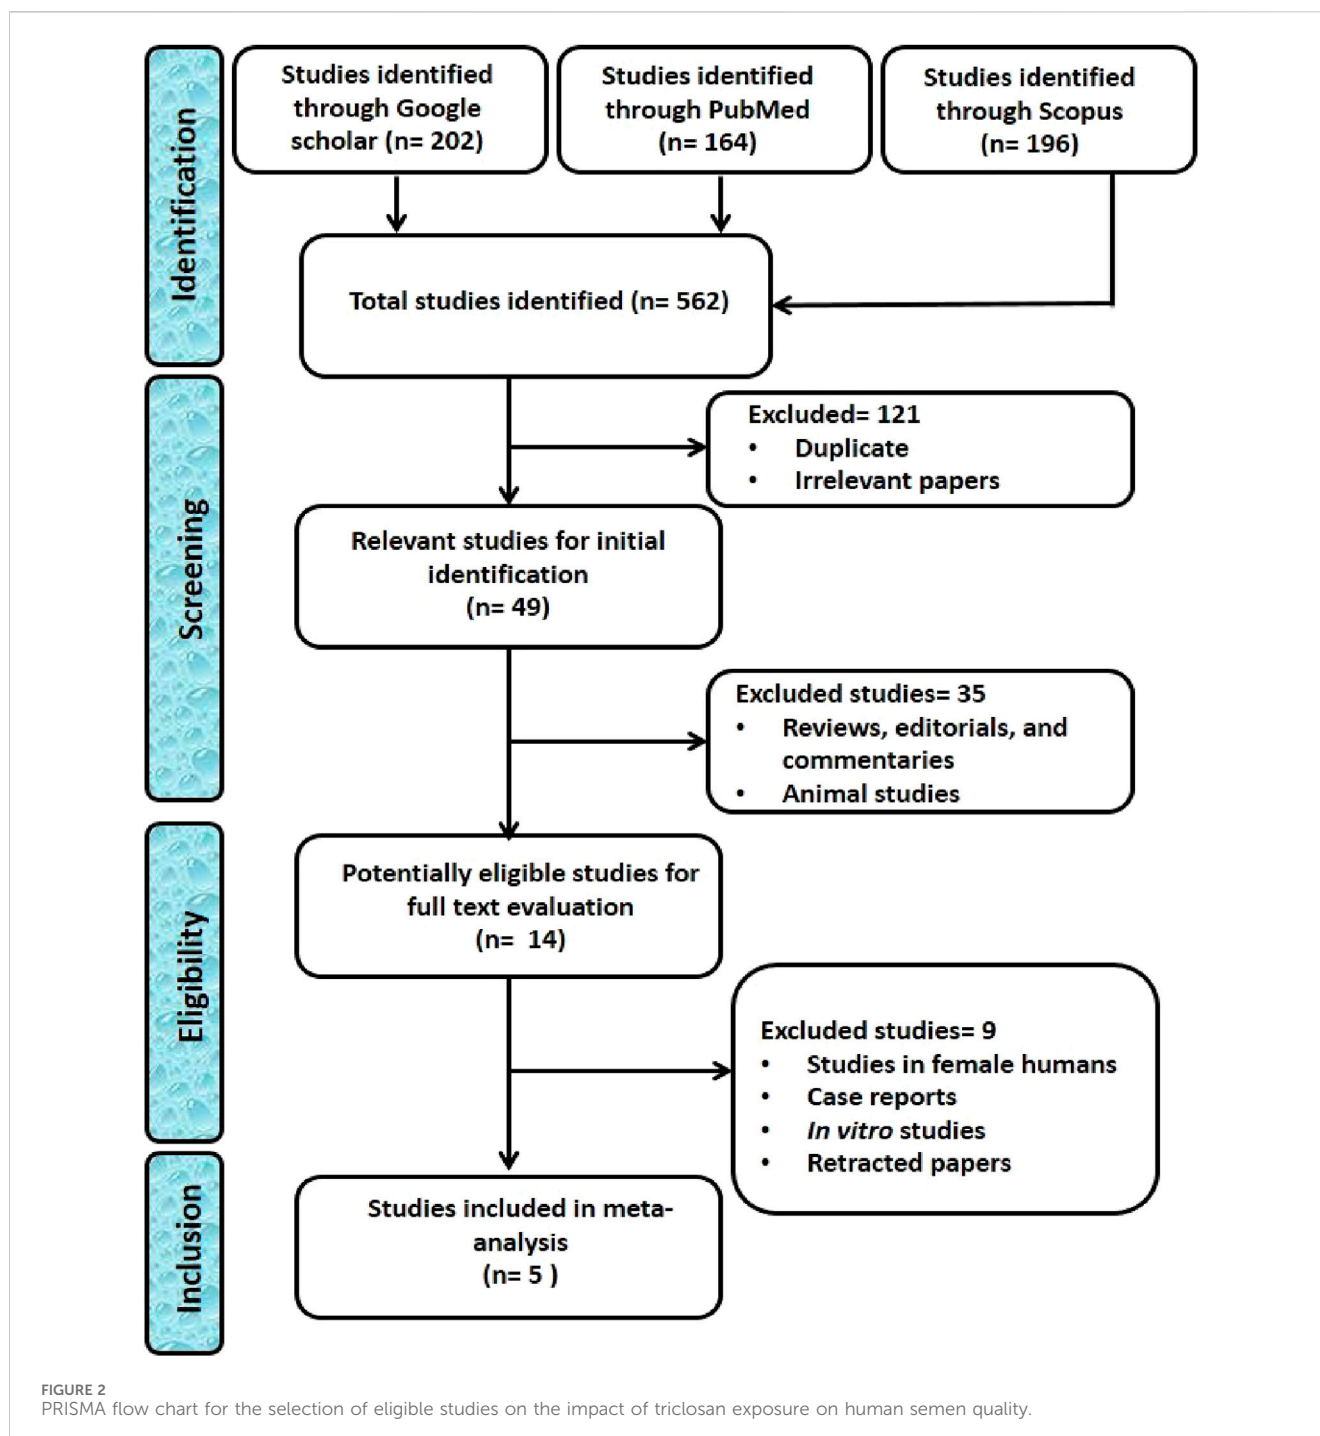 Identification
Studies identified
through Google
scholar (n= 202)
Studies identified
through PubMed
(n= 164)
Studies identified
through Scopus
(n= 196)
Total studies identified (n= 562)
Screening
Excluded= 121
• Duplicate
• Irrelevant papers
Relevant studies for initial
identification
(n= 49)
Excluded studies= 35
• Reviews, editorials, and
commentaries
• Animal studies
Eligibility
Potentially eligible studies for
full text evaluation
(n= 14)
Excluded studies= 9
• Studies in female humans
• Case reports
• In vitro studies
• Retracted papers
Inclusion
Studies included in meta-
analysis
(n= 5 )
FIGURE 2
PRISMA flow chart for the selection of eligible studies on the impact of triclosan exposure on human semen quality.